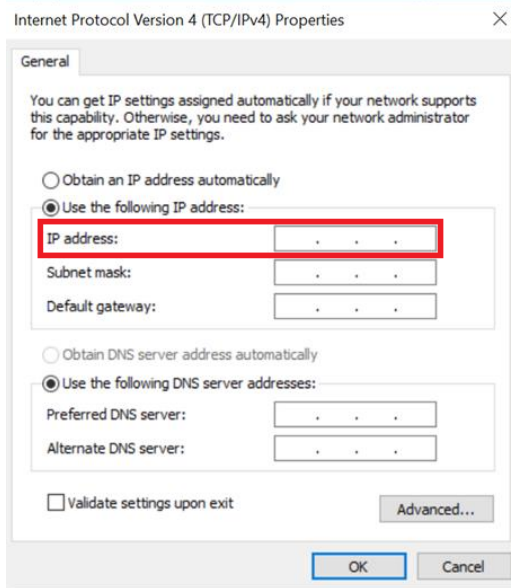 Internet Protocol Version 4 (TCP/IPv4) Properties
General
You can get IP settings assigned automatically if your network supports
this capability. Otherwise, you need to ask your network administrator
for the appropriate IP settings.
Obtain an IP address automatically
Use the following IP address:
IP address: . . .
Subnet mask: . . .
Default gateway: . . .
Obtain DNS server address automatically
Use the following DNS server addresses:
Preferred DNS server: . . .
Alternate DNS server: . . .
Validate settings upon exit
Advanced...
OK Cancel